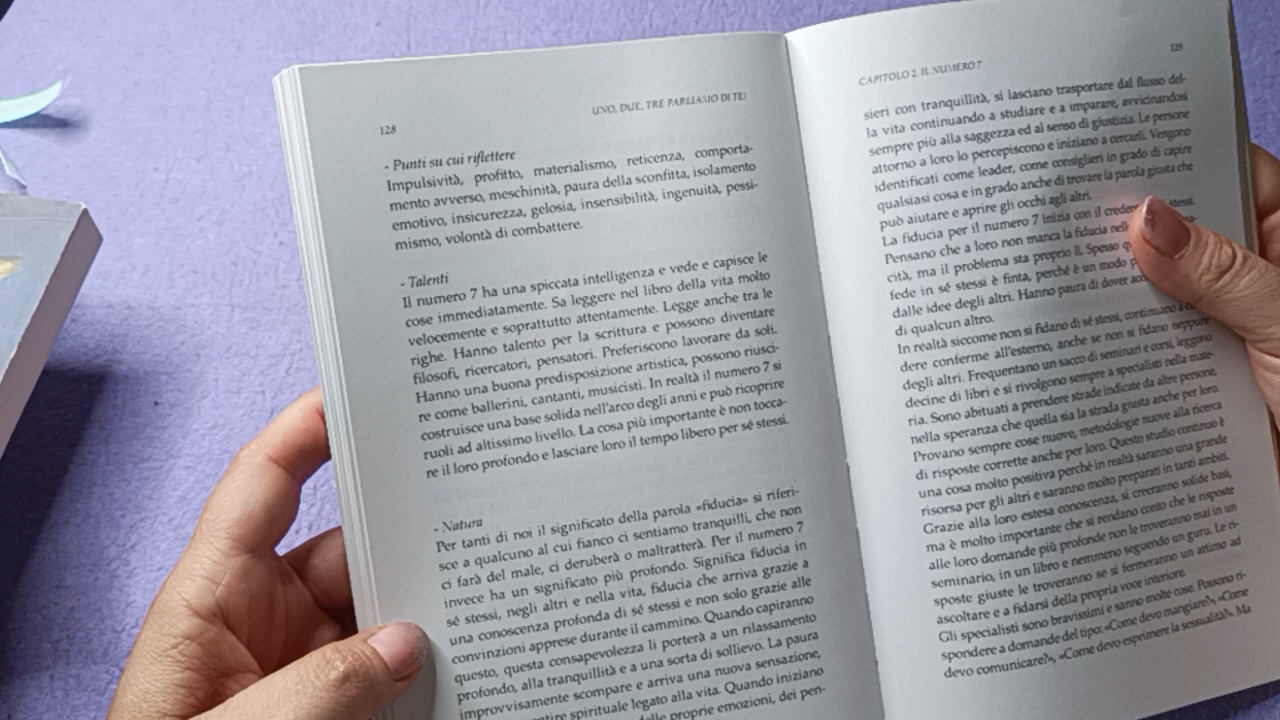 128
UNO, DUE, TRE PARLIAMO DI TE!
- Punti su cui riflettere
Impulsività, profitto, materialismo, reticenza, comporta-
mento avverso, meschinità, paura della sconfitta, isolamento
emotivo, insicurezza, gelosia, insensibilità, ingenuità, pessi-
mismo, volontà di combattere.
- Talenti
Il numero 7 ha una spiccata intelligenza e vede e capisce le
cose immediatamente. Sa leggere nel libro della vita molto
velocemente e soprattutto attentamente. Legge anche tra le
righe. Hanno talento per la scrittura e possono diventare
filosofi, ricercatori, pensatori. Preferiscono lavorare da soli.
Hanno una buona predisposizione artistica, possono riusci-
re come ballerini, cantanti, musicisti. In realtà il numero 7 si
costruisce una base solida nell'arco degli anni e può ricoprire
ruoli ad altissimo livello. La cosa più importante è non tocca-
re il loro profondo e lasciare loro il tempo libero per sé stessi.
- Natura
Per tanti di noi il significato della parola «fiducia» si riferi-
sce a qualcuno al cui fianco ci sentiamo tranquilli, che non
ci farà del male, ci deruberà o maltratterà. Per il numero 7
invece ha un significato più profondo. Significa fiducia in
sé stessi, negli altri e nella vita, fiducia che arriva grazie a
una conoscenza profonda di sé stessi e non solo grazie alle
convinzioni apprese durante il cammino. Quando capiranno
questo, questa consapevolezza li porterà a un rilassamento
profondo, alla tranquillità e a una sorta di sollievo. La paura
improvvisamente scompare e arriva una nuova sensazione,
spirituale legato alla vita. Quando iniziano
proprie emozioni, dei pen-
CAPITOLO 2. IL NUMERO 7
129
sieri con tranquillità, si lasciano trasportare dal flusso del-
la vita continuando a studiare e a imparare, avvicinandosi
sempre più alla saggezza ed al senso di giustizia. Le persone
attorno a loro lo percepiscono e iniziano a cercarli. Vengono
identificati come leader, come consiglieri in grado di capire
qualsiasi cosa e in grado anche di trovare la parola giusta che
può aiutare e aprire gli occhi agli altri.
La fiducia per il numero 7 inizia con il credere stessi.
Pensano che a loro non manca la fiducia
cità, ma il problema sta proprio lì. Spesso
fede in sé stessi è finta, perché è un modo
dalle idee degli altri. Hanno paura di dover
di qualcun altro.
In realtà siccome non si fidano di sé stessi, continuano a
dere conferme all'esterno, anche se non si fidano neppure
degli altri. Frequentano un sacco di seminari e corsi, leggono
decine di libri e si rivolgono sempre a specialisti nella mate-
ria. Sono abituati a prendere strade indicate da altre persone,
nella speranza che quella sia la strada giusta anche per loro.
Provano sempre cose nuove, metodologie nuove alla ricerca
di risposte corrette anche per loro. Questo studio continuo è
una cosa molto positiva perché in realtà saranno una grande
risorsa per gli altri e saranno molto preparati in tanti ambiti.
Grazie alla loro estesa conoscenza, si creeranno solide basi,
ma è molto importante che si rendano conto che le risposte
alle loro domande più profonde non le troveranno mai in un
seminario, in un libro e nemmeno seguendo un guru. Le ri-
sposte giuste le troveranno se si fermeranno un attimo ad
ascoltare e a fidarsi della propria voce interiore.
Gli specialisti sono bravissimi e sanno molte cose. Possono ri-
spondere a domande del tipo: «Come devo mangiare?», «Come
devo comunicare?», «Come devo esprimere la sessualità?». Ma